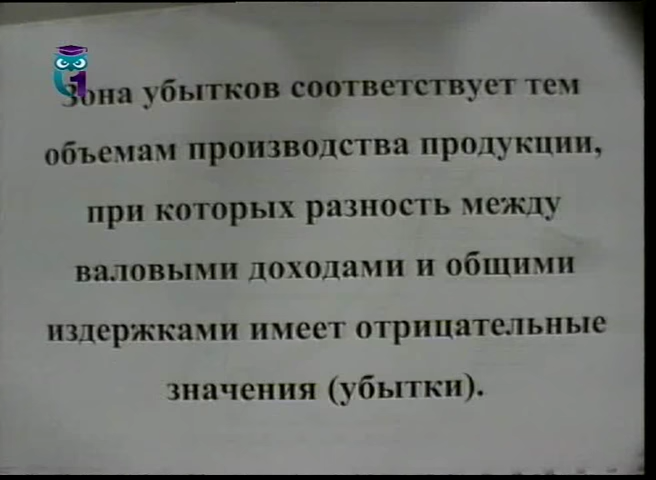 Зона убытков соответствует тем
объемам производства продукции,
при которых разность между
валовыми доходами и общими
издержками имеет отрицательные
значения (убытки).